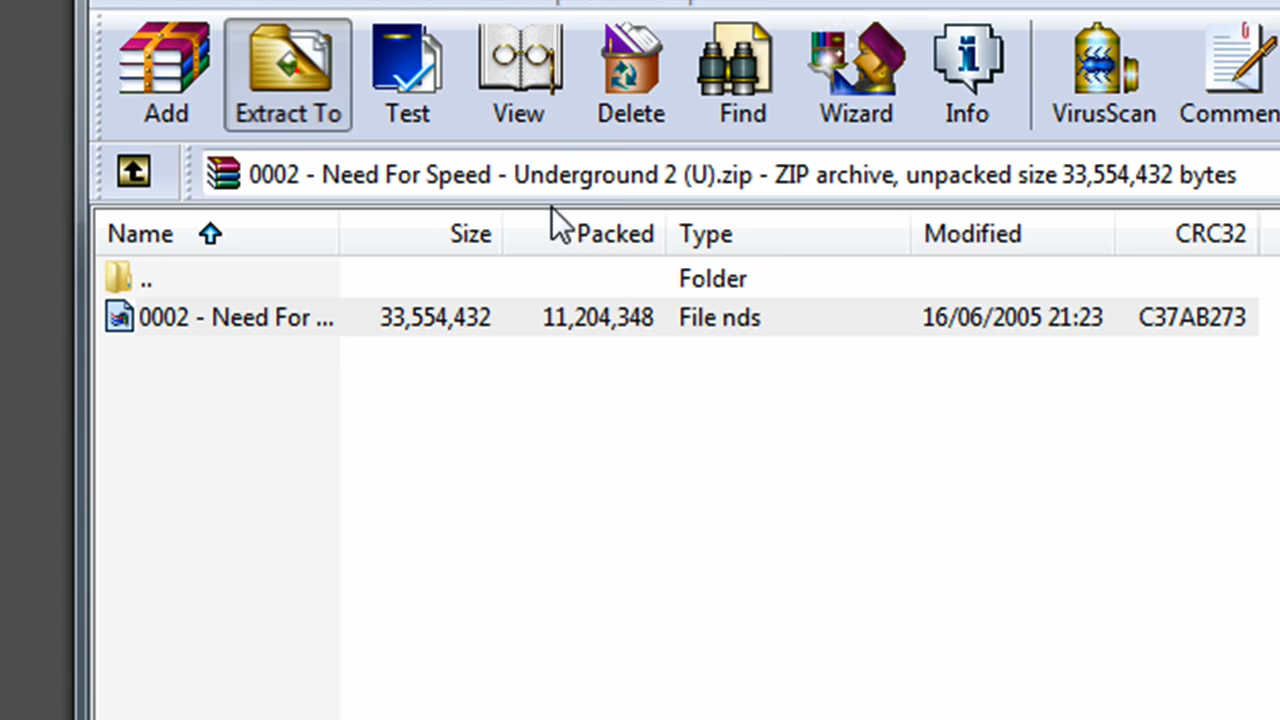 Add Extract To Test View Delete Find Wizard Info VirusScan Commen
0002 - Need For Speed - Underground 2 (U).zip - ZIP archive, unpacked size 33,554,432 bytes
Name Size Packed Type Modified CRC32
.. Folder
0002 - Need For ... 33,554,432 11,204,348 File nds 16/06/2005 21:23 C37AB273